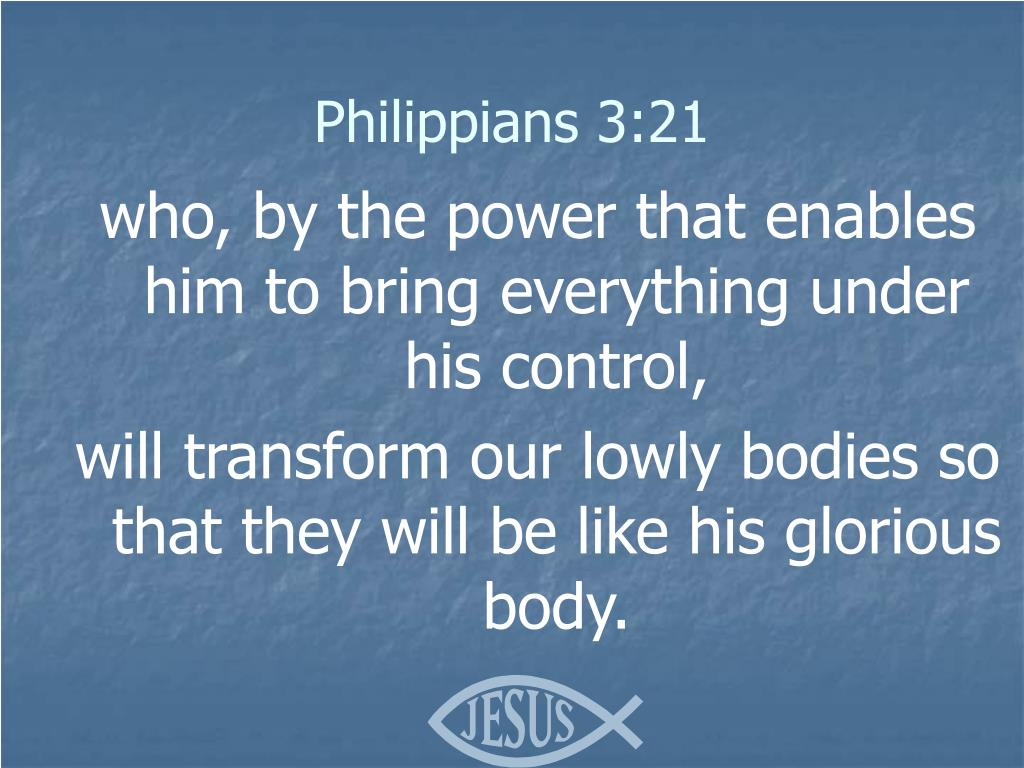 Philippians 3:21
who, by the power that enables
him to bring everything under
his control,
will transform our lowly bodies so
that they will be like his glorious
body.
JESUS